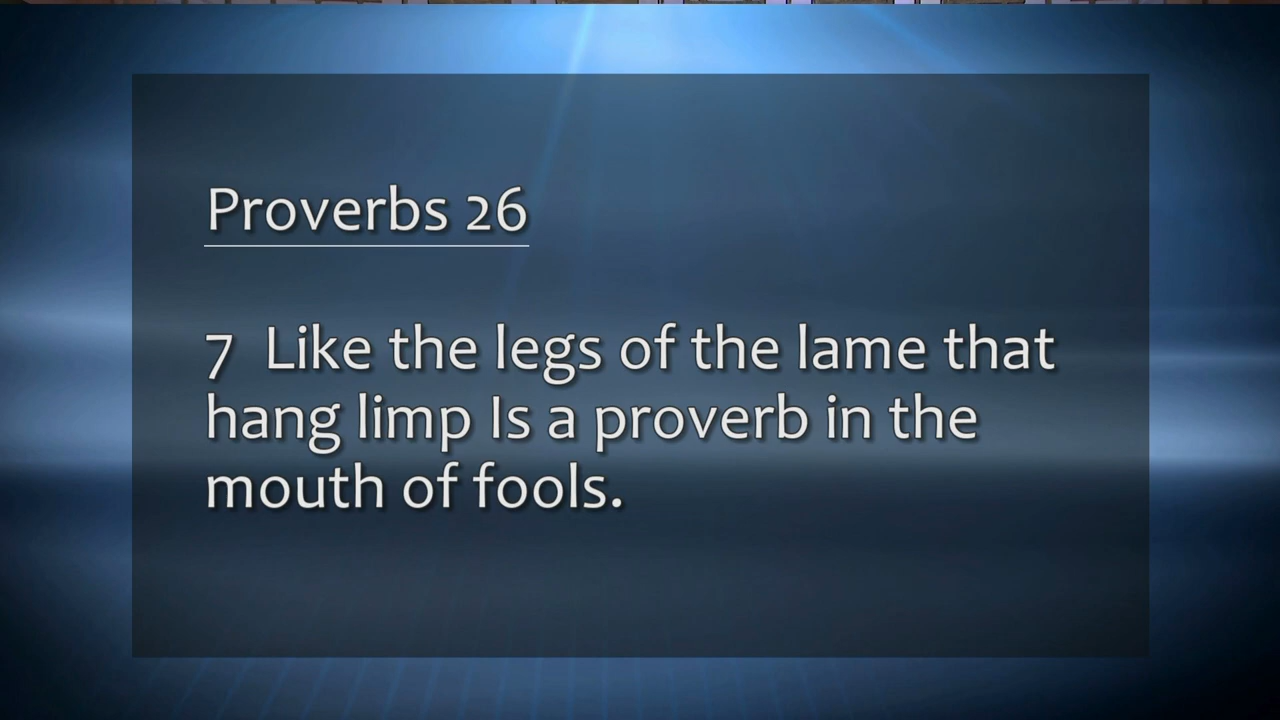 Proverbs 26
7 Like the legs of the lame that
hang limp Is a proverb in the
mouth of fools.